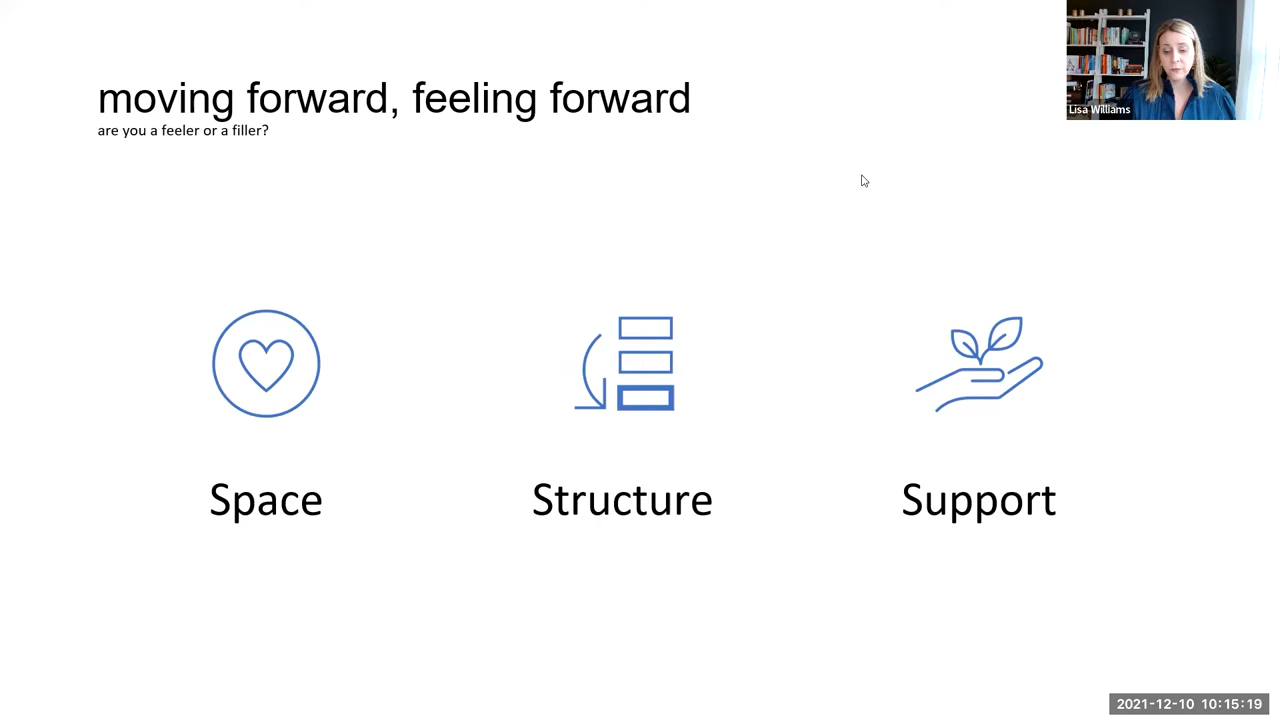 moving forward, feeling forward
are you a feeler or a filler?
Lisa Williams
Space
Structure
Support
2021-12-10 10:15:19